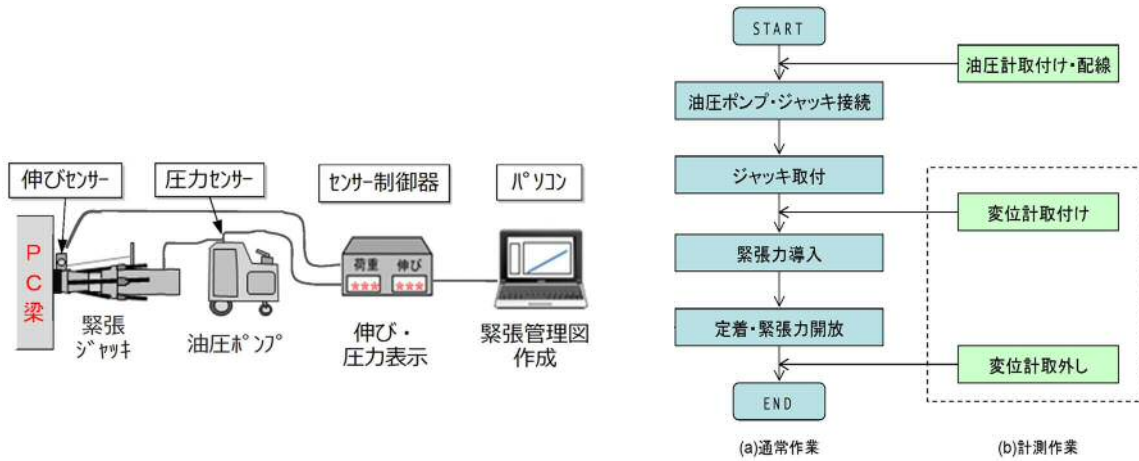 伸びセンサー
圧力センサー
センサー制御器
パソコン
PC梁
荷重 伸び
*** ***
緊張
ジャッキ
油圧ポンプ
伸び・
圧力表示
緊張管理図
作成
START
油圧計取付け・配線
油圧ポンプ・ジャッキ接続
ジャッキ取付
変位計取付け
緊張力導入
定着・緊張力開放
変位計取外し
END
(a)通常作業
(b)計測作業